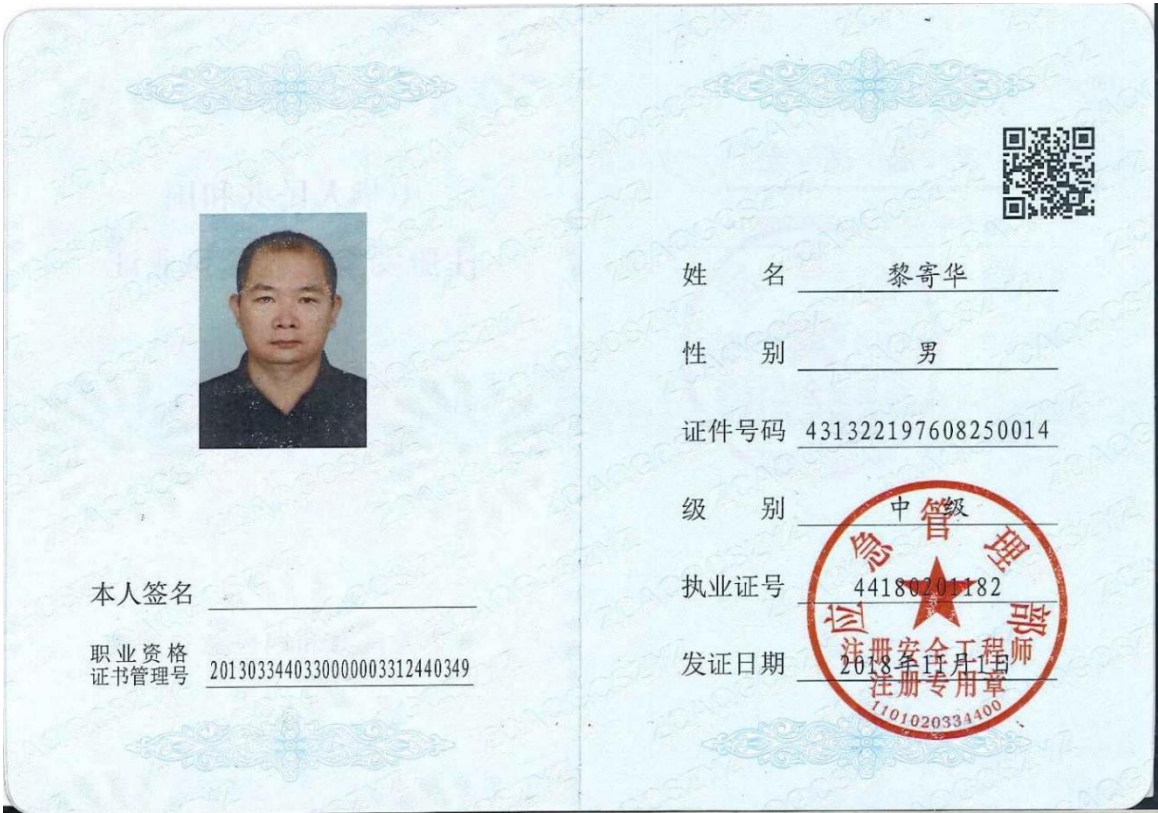 本人签名
职业资格
证书管理号 2013033440330000003312440349
姓 名 黎寄华
性 别 男
证件号码 431322197608250014
级 别 中 级
执业证号 44180201182
发证日期 2018年11月1日
应急管理部
注册安全工程师
注册专用章
1101020334400